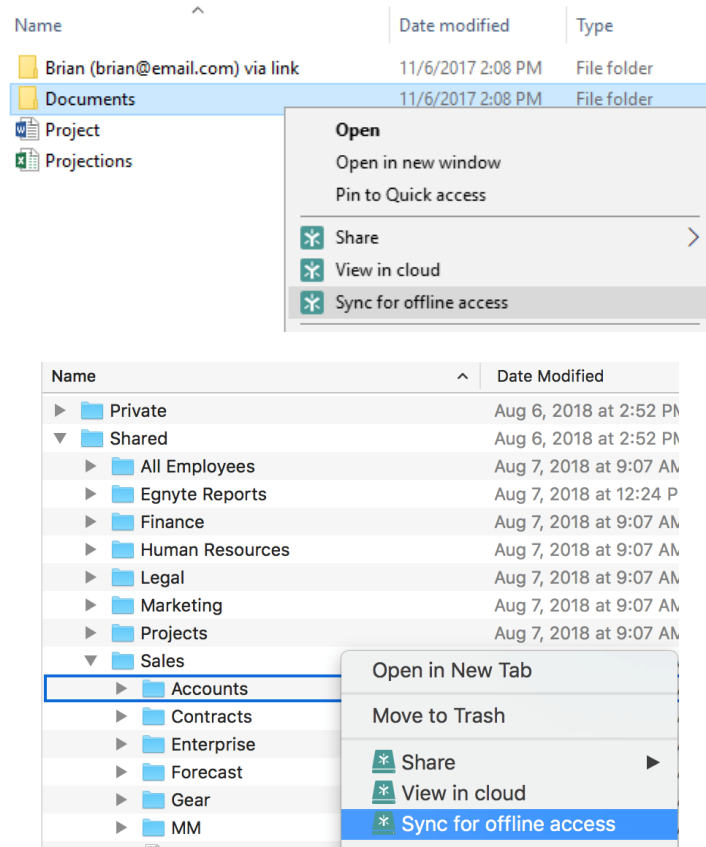 Name Date modified Type
Brian (brian@email.com) via link 11/6/2017 2:08 PM File folder
Documents 11/6/2017 2:08 PM File folder
Project
Projections
Open
Open in new window
Pin to Quick access
Share
View in cloud
Sync for offline access
Name Date Modified
Private Aug 6, 2018 at 2:52 PM
Shared Aug 6, 2018 at 2:52 PM
All Employees Aug 7, 2018 at 9:07 AM
Egnyte Reports Aug 7, 2018 at 12:24 P
Finance Aug 7, 2018 at 9:07 AM
Human Resources Aug 7, 2018 at 9:07 AM
Legal Aug 7, 2018 at 9:07 AM
Marketing Aug 7, 2018 at 9:07 AM
Projects Aug 7, 2018 at 9:07 AM
Sales
Accounts
Contracts
Enterprise
Forecast
Gear
MM
Open in New Tab
Move to Trash
Share
View in cloud
Sync for offline access